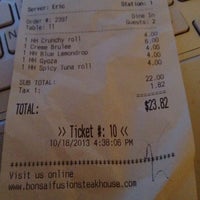 Server: Eric Station: 1
Order #: 2397 Dine In
Table: 11 Guests: 2
1 HH Crunchy roll 4.00
1 Creme Brulee 6.00
1 HH Blue Lemondrop 4.00
1 HH Gyoza 4.00
1 HH Spicy Tuna roll 4.00
SUB TOTAL: 22.00
Tax 1: 1.82
TOTAL: $23.82
>> Ticket #: 10 <<
10/18/2013 4:38:06 PM
Visit us online
www.bonsaifusionsteakhouse.com